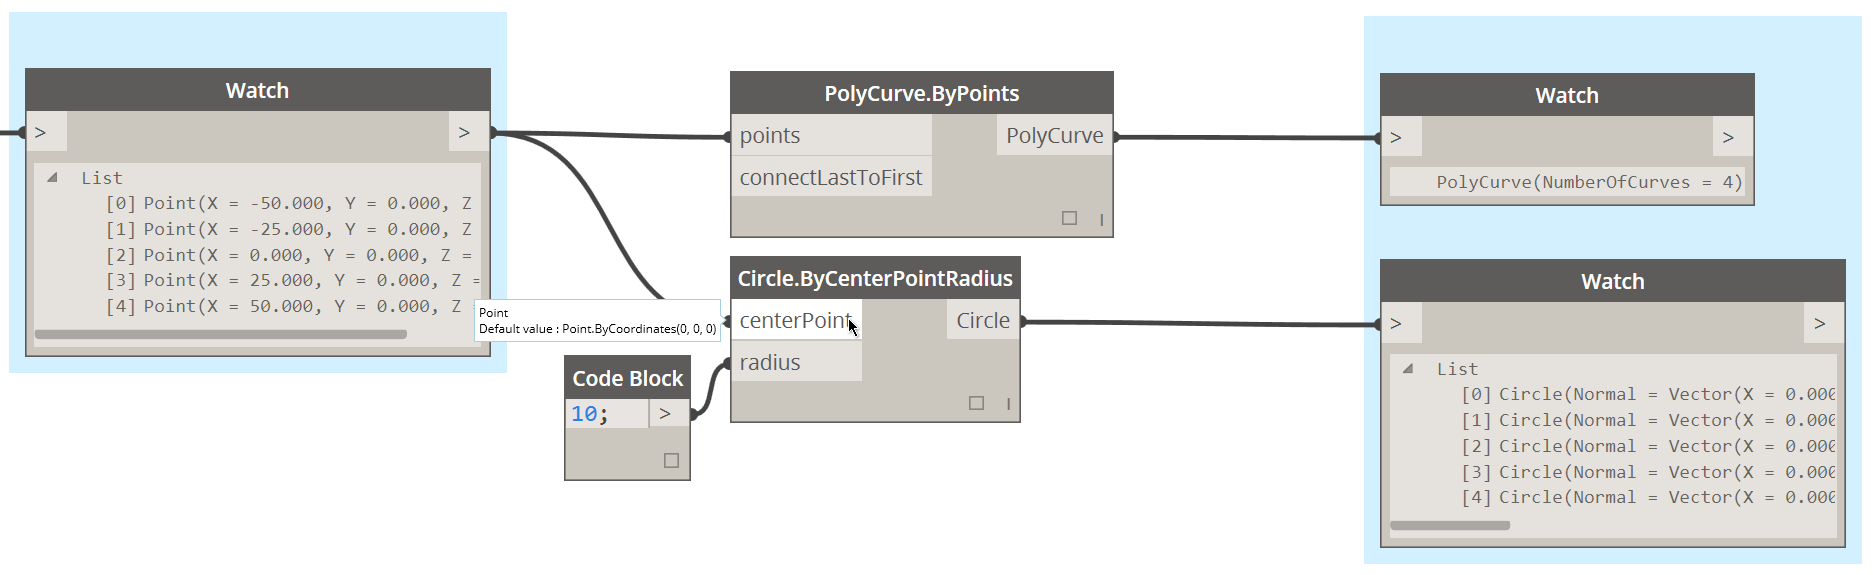 Watch
> >
List
[0] Point(X = -50.000, Y = 0.000, Z
[1] Point(X = -25.000, Y = 0.000, Z
[2] Point(X = 0.000, Y = 0.000, Z =
[3] Point(X = 25.000, Y = 0.000, Z =
[4] Point(X = 50.000, Y = 0.000, Z
PolyCurve.ByPoints
points PolyCurve
connectLastToFirst
Watch
> >
PolyCurve(NumberOfCurves = 4)
Circle.ByCenterPointRadius
centerPoint Circle
radius
Point
Default value : Point.ByCoordinates(0, 0, 0)
Code Block
10; >
Watch
> >
List
[0] Circle(Normal = Vector(X = 0.000
[1] Circle(Normal = Vector(X = 0.000
[2] Circle(Normal = Vector(X = 0.000
[3] Circle(Normal = Vector(X = 0.000
[4] Circle(Normal = Vector(X = 0.000